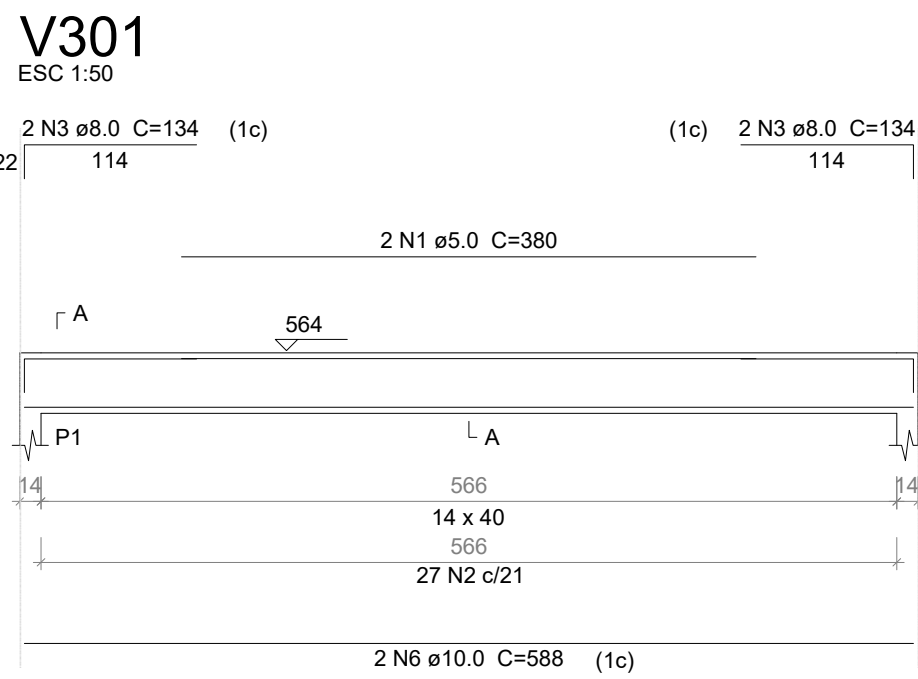 V301
ESC 1:50
2 N3 ø8.0 C=134 (1c) (1c) 2 N3 ø8.0 C=134
22 114 114
2 N1 ø5.0 C=380
A
564
P1 A
14 566 14
14 x 40
566
27 N2 c/21
2 N6 ø10.0 C=588 (1c)